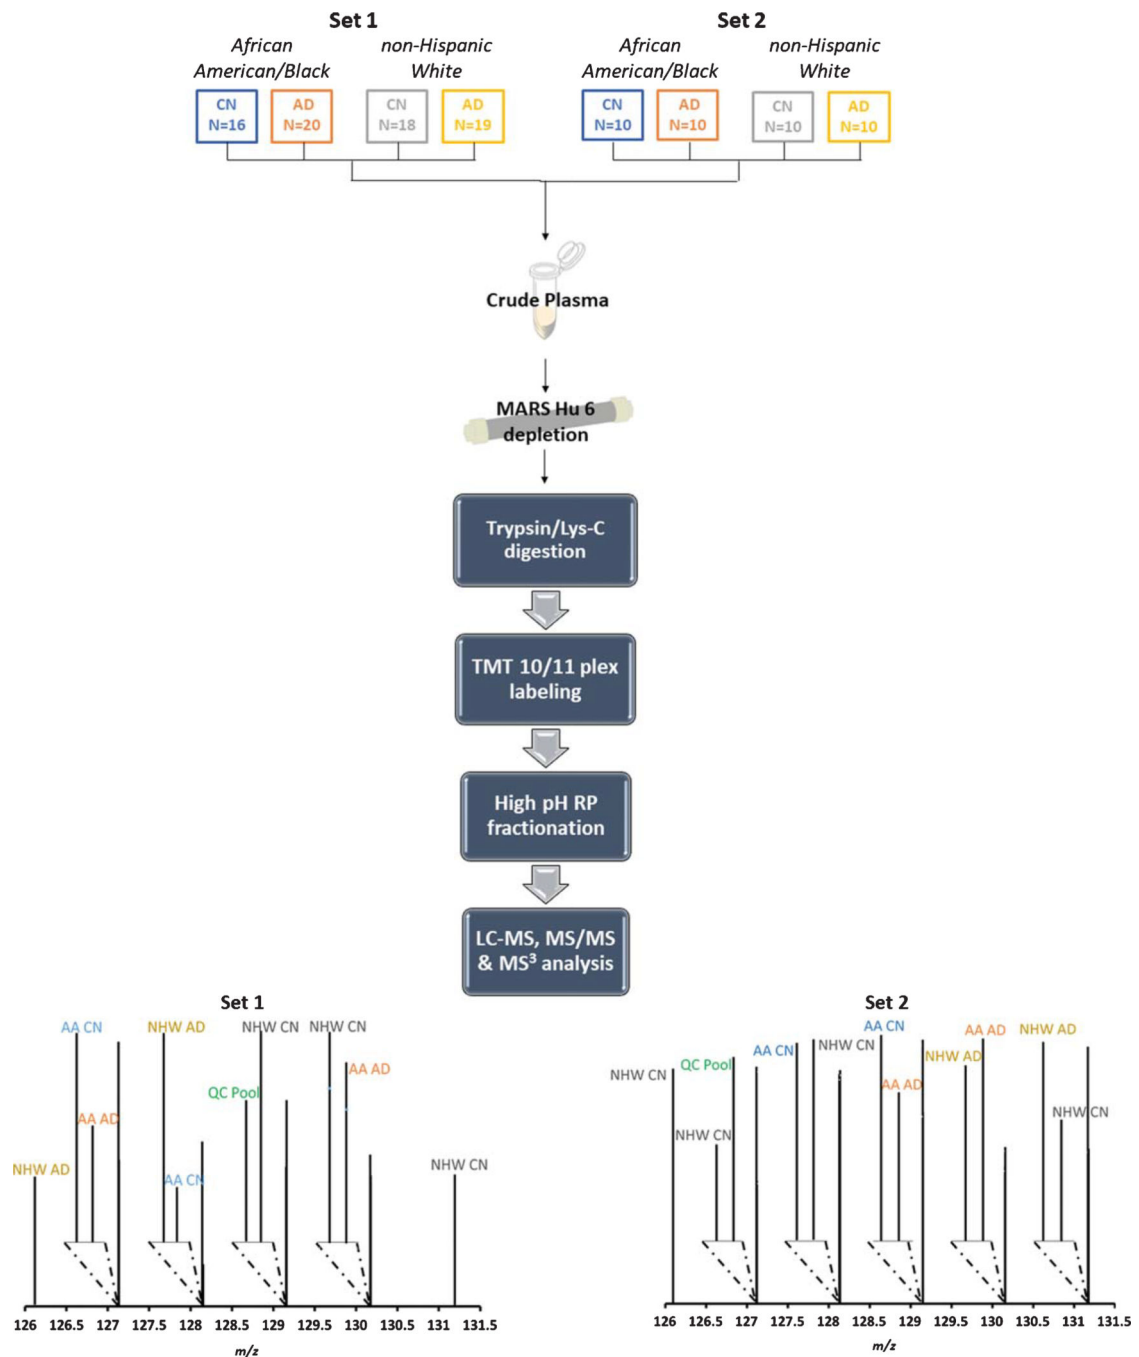 Set 1
Set 2
African
American/Black
non-Hispanic
White
African
American/Black
non-Hispanic
White
CN
N=16
AD
N=20
CN
N=18
AD
N=19
CN
N=10
AD
N=10
CN
N=10
AD
N=10
Crude Plasma
MARS Hu 6
depletion
Trypsin/Lys-C
digestion
TMT 10/11 plex
labeling
High pH RP
fractionation
LC-MS, MS/MS
& MS³ analysis
Set 1
AA CN
NHW AD
NHW CN
NHW CN
AA AD
QC Pool
AA AD
NHW AD
AA CN
NHW CN
126 126.5 127 127.5 128 128.5 129 129.5 130 130.5 131 131.5
m/z
Set 2
AA CN
AA AD
NHW AD
NHW CN
AA CN
NHW AD
QC Pool
NHW CN
AA AD
NHW CN
NHW CN
126 126.5 127 127.5 128 128.5 129 129.5 130 130.5 131 131.5
m/z